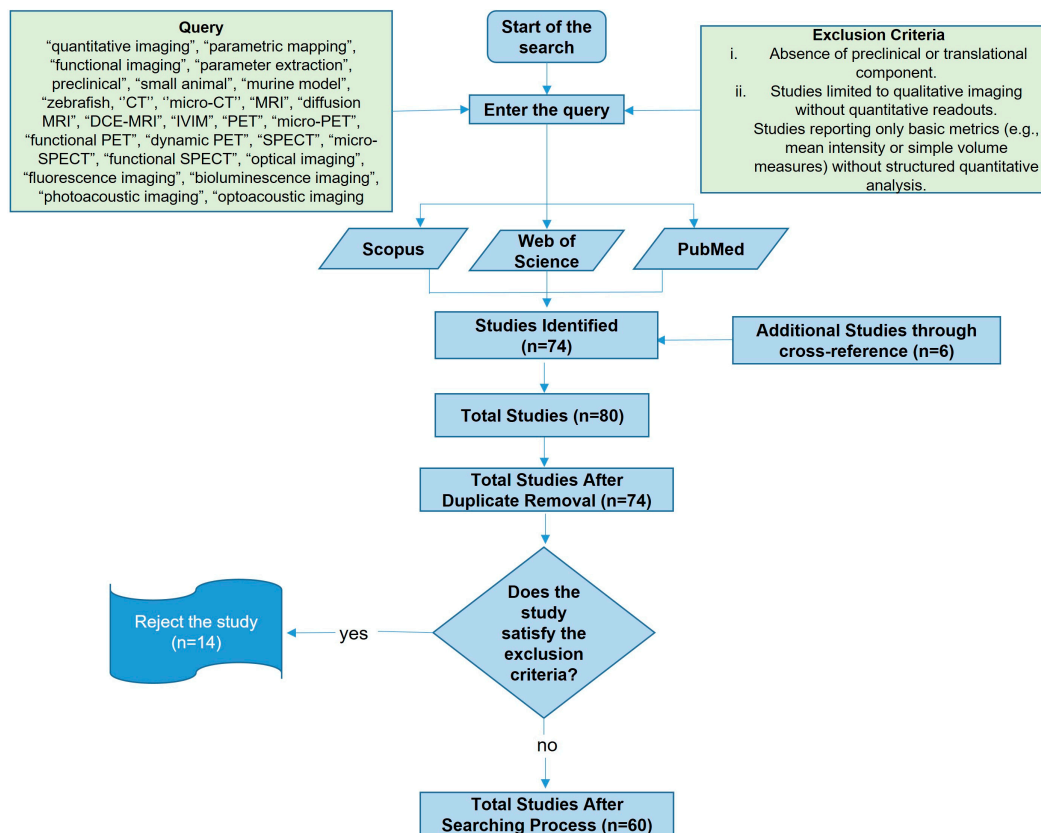 Query
“quantitative imaging”, “parametric mapping”,
“functional imaging”, “parameter extraction”,
preclinical”, “small animal”, “murine model”,
“zebrafish, ‘’CT’’, ‘’micro-CT’’, “MRI”, “diffusion
MRI”, “DCE-MRI”, “IVIM”, “PET”, “micro-PET”,
“functional PET”, “dynamic PET”, “SPECT”, “micro-
SPECT”, “functional SPECT”, “optical imaging”,
“fluorescence imaging”, “bioluminescence imaging”,
“photoacoustic imaging”, “optoacoustic imaging
Start of the
search
Exclusion Criteria
i. Absence of preclinical or translational
component.
ii. Studies limited to qualitative imaging
without quantitative readouts.
Studies reporting only basic metrics (e.g.,
mean intensity or simple volume
measures) without structured quantitative
analysis.
Enter the query
Scopus
Web of
Science
PubMed
Studies Identified
(n=74)
Additional Studies through
cross-reference (n=6)
Total Studies (n=80)
Total Studies After
Duplicate Removal (n=74)
Does the
study
satisfy the
exclusion
criteria?
yes
Reject the study
(n=14)
no
Total Studies After
Searching Process (n=60)